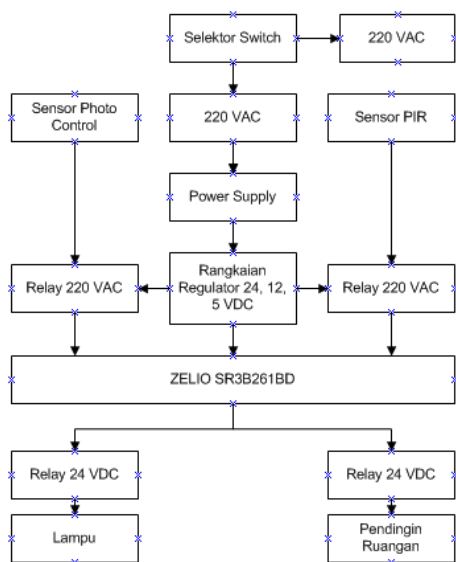 Selektor Switch
220 VAC
Sensor Photo
Control
220 VAC
Sensor PIR
Power Supply
Relay 220 VAC
Rangkaian
Regulator 24, 12,
5 VDC
Relay 220 VAC
ZELIO SR3B261BD
Relay 24 VDC
Relay 24 VDC
Lampu
Pendingin
Ruangan